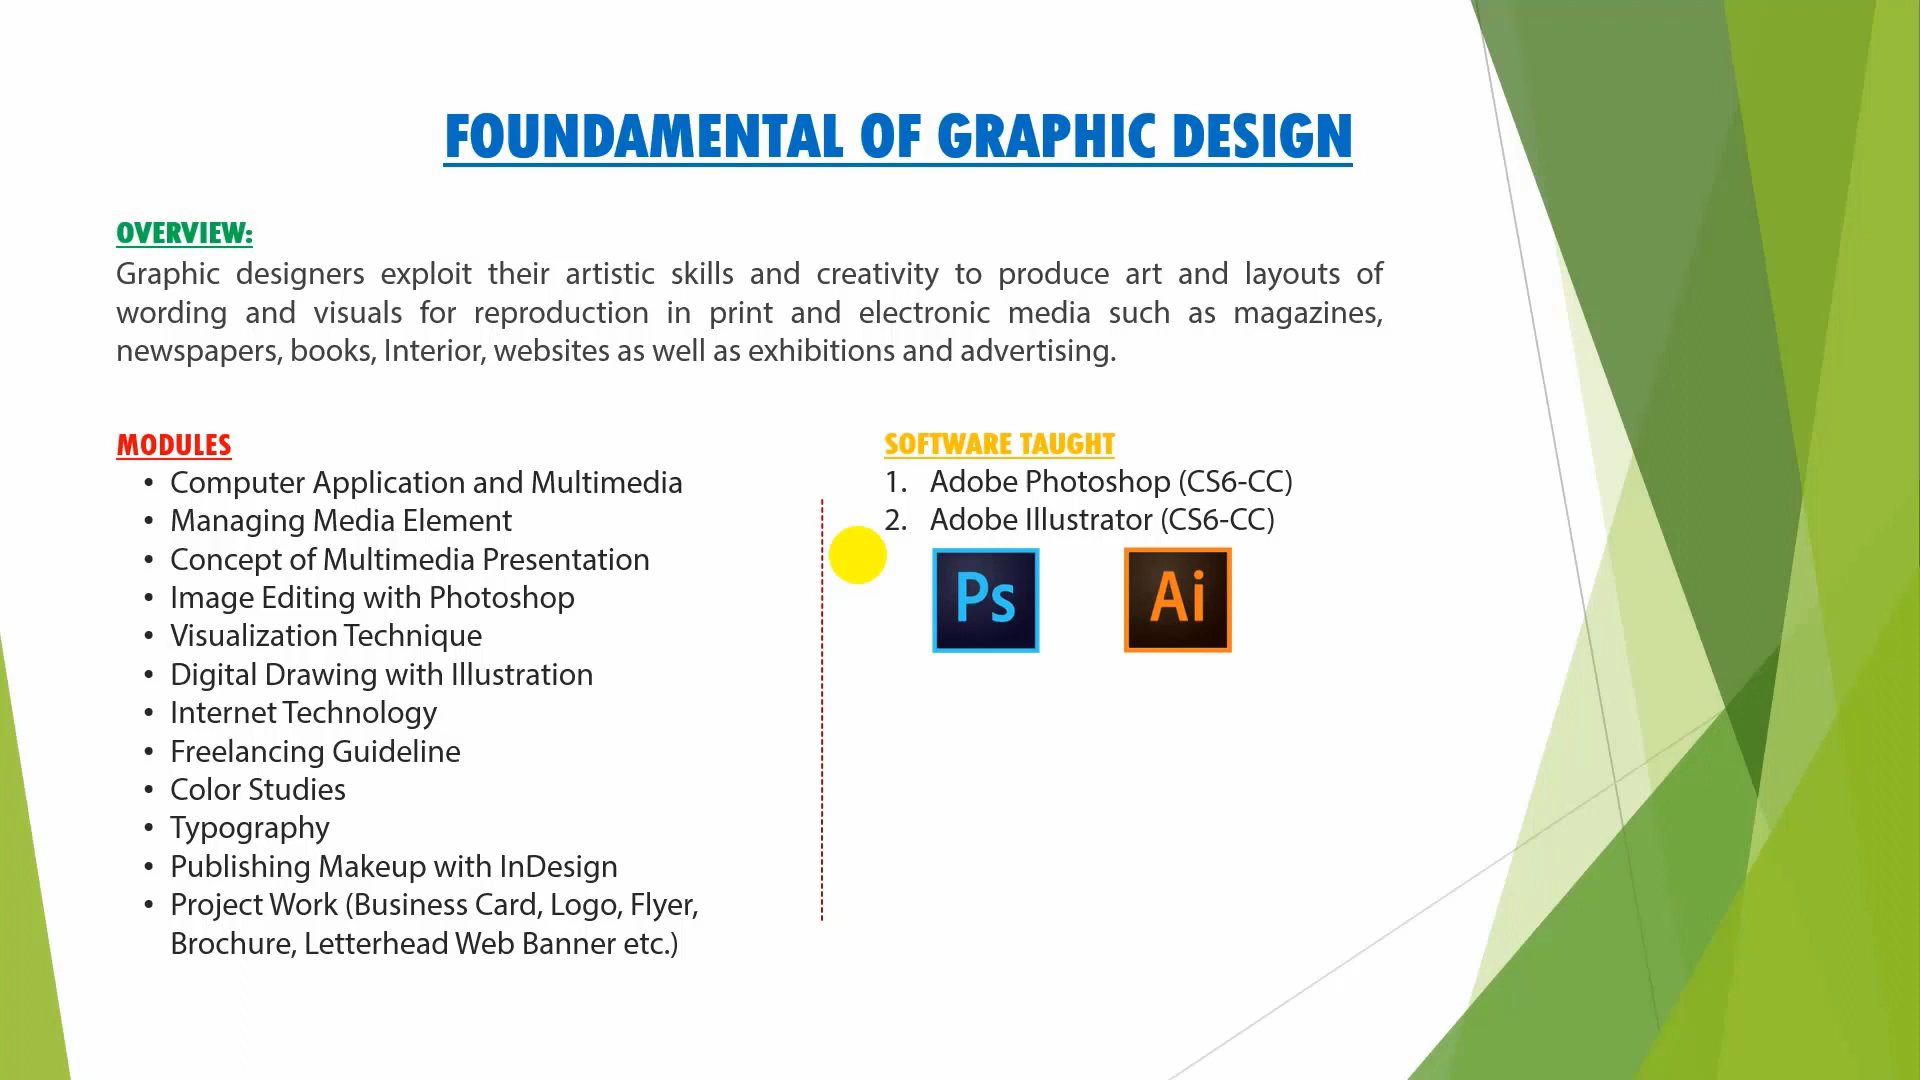 FOUNDAMENTAL OF GRAPHIC DESIGN
OVERVIEW:
Graphic designers exploit their artistic skills and creativity to produce art and layouts of
wording and visuals for reproduction in print and electronic media such as magazines,
newspapers, books, Interior, websites as well as exhibitions and advertising.
MODULES
• Computer Application and Multimedia
• Managing Media Element
• Concept of Multimedia Presentation
• Image Editing with Photoshop
• Visualization Technique
• Digital Drawing with Illustration
• Internet Technology
• Freelancing Guideline
• Color Studies
• Typography
• Publishing Makeup with InDesign
• Project Work (Business Card, Logo, Flyer,
Brochure, Letterhead Web Banner etc.)
SOFTWARE TAUGHT
1. Adobe Photoshop (CS6-CC)
2. Adobe Illustrator (CS6-CC)
Ps Ai